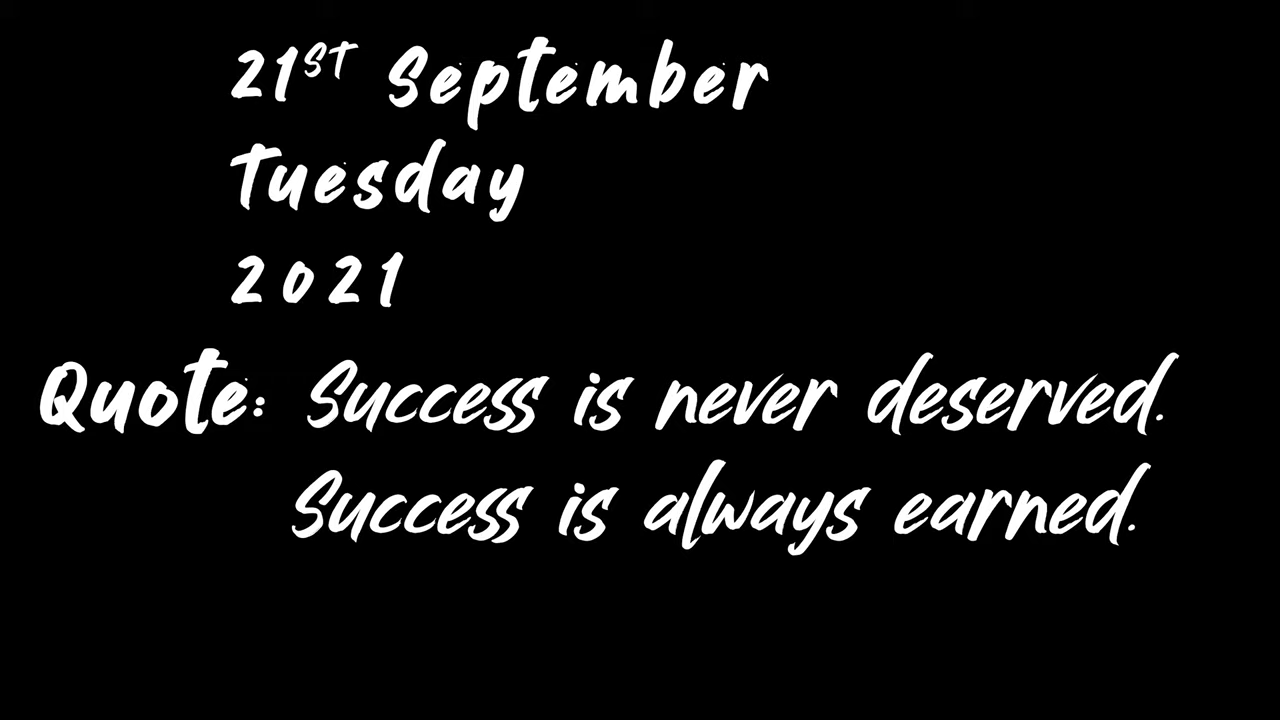 21ST September
Tuesday
2021
Quote: Success is never deserved.
Success is always earned.